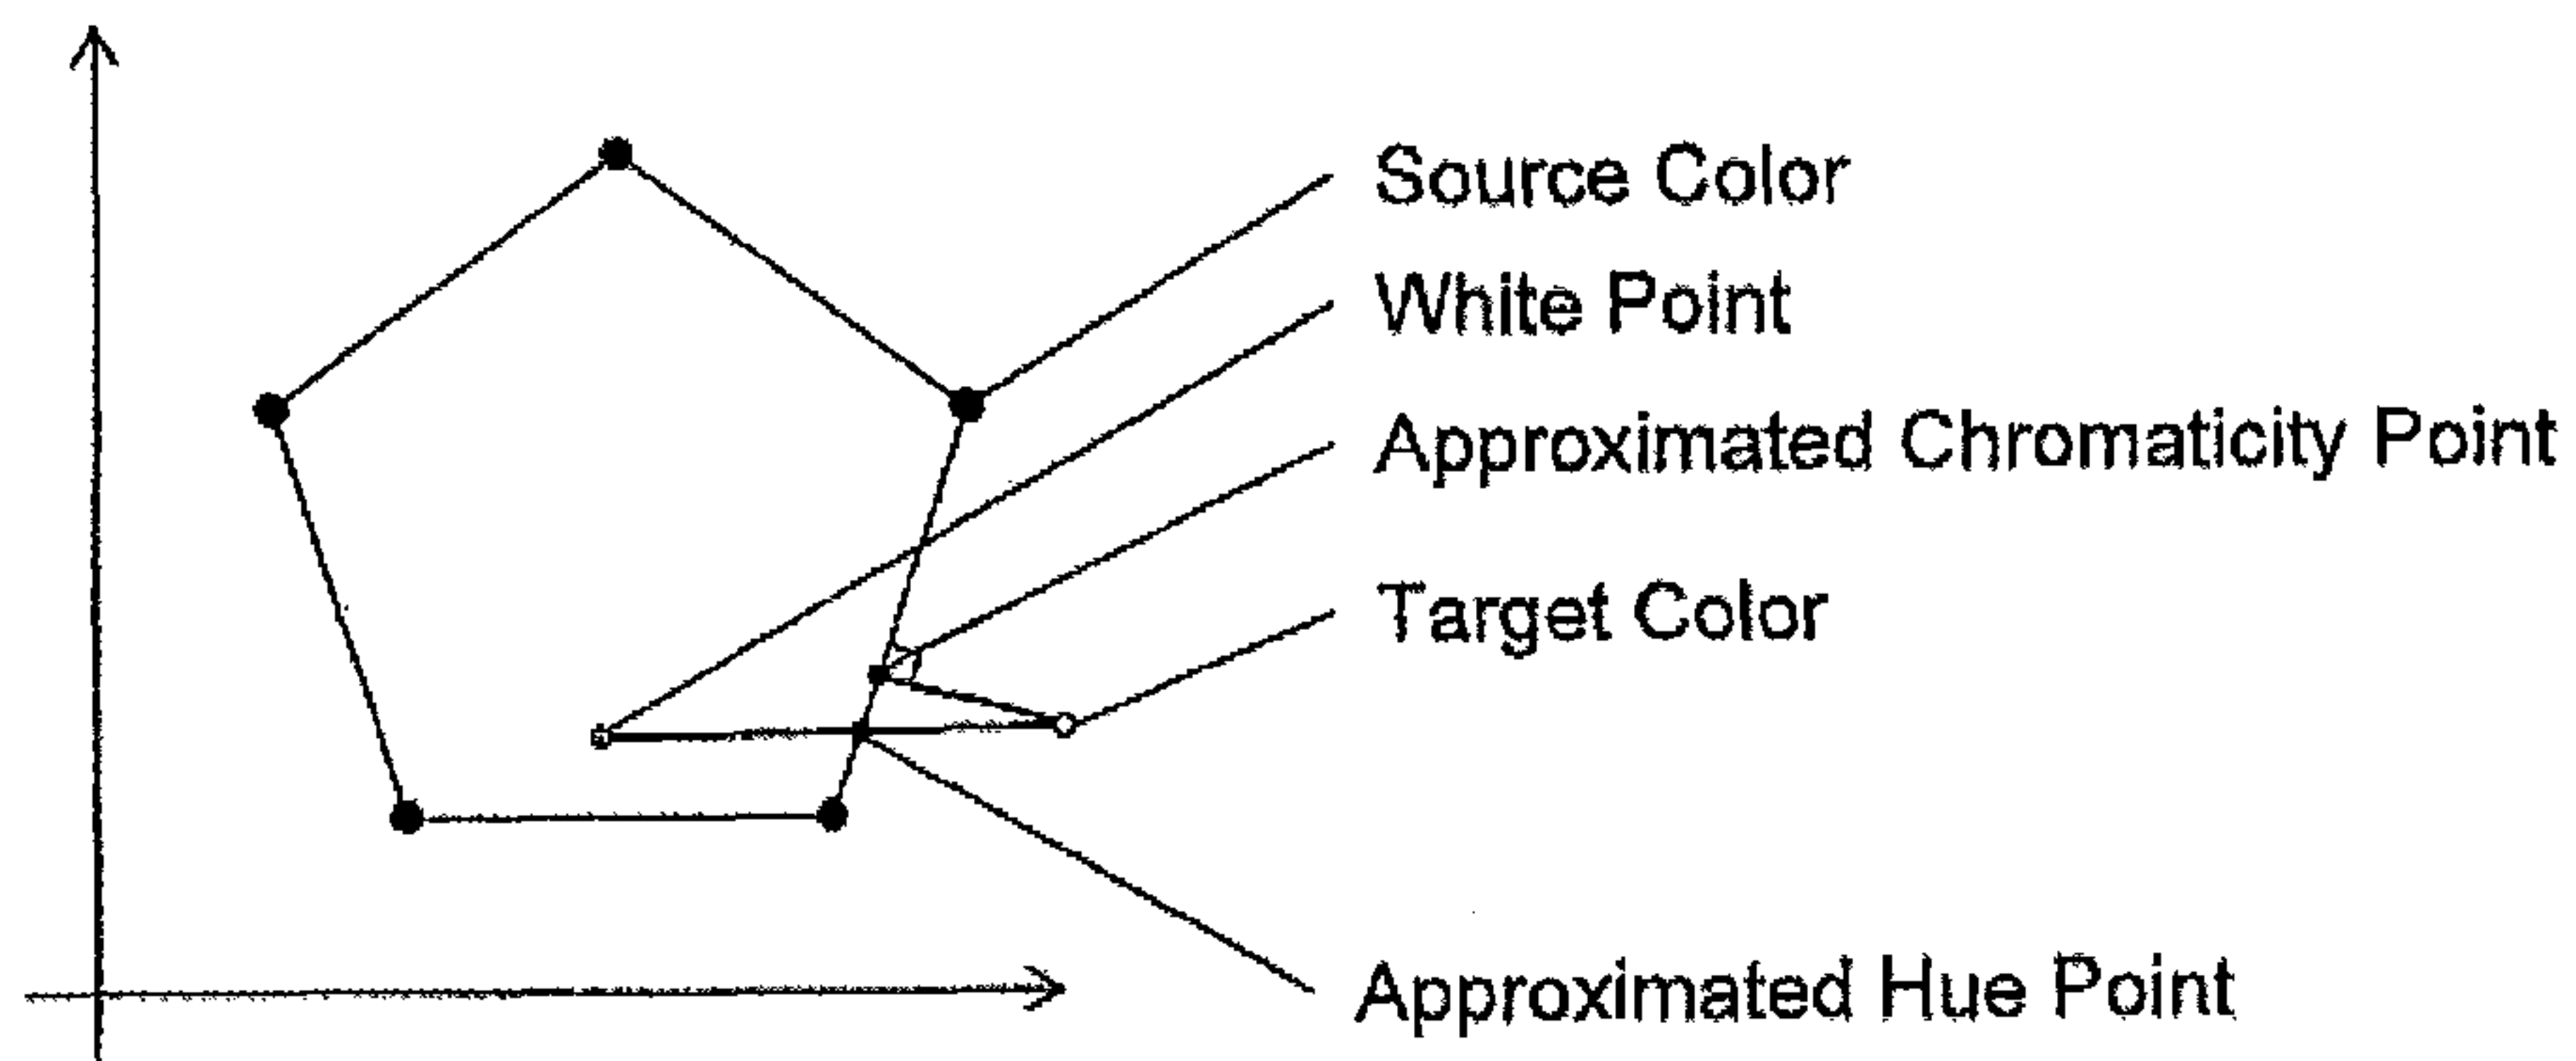 Source Color
White Point
Approximated Chromaticity Point
Target Color
Approximated Hue Point